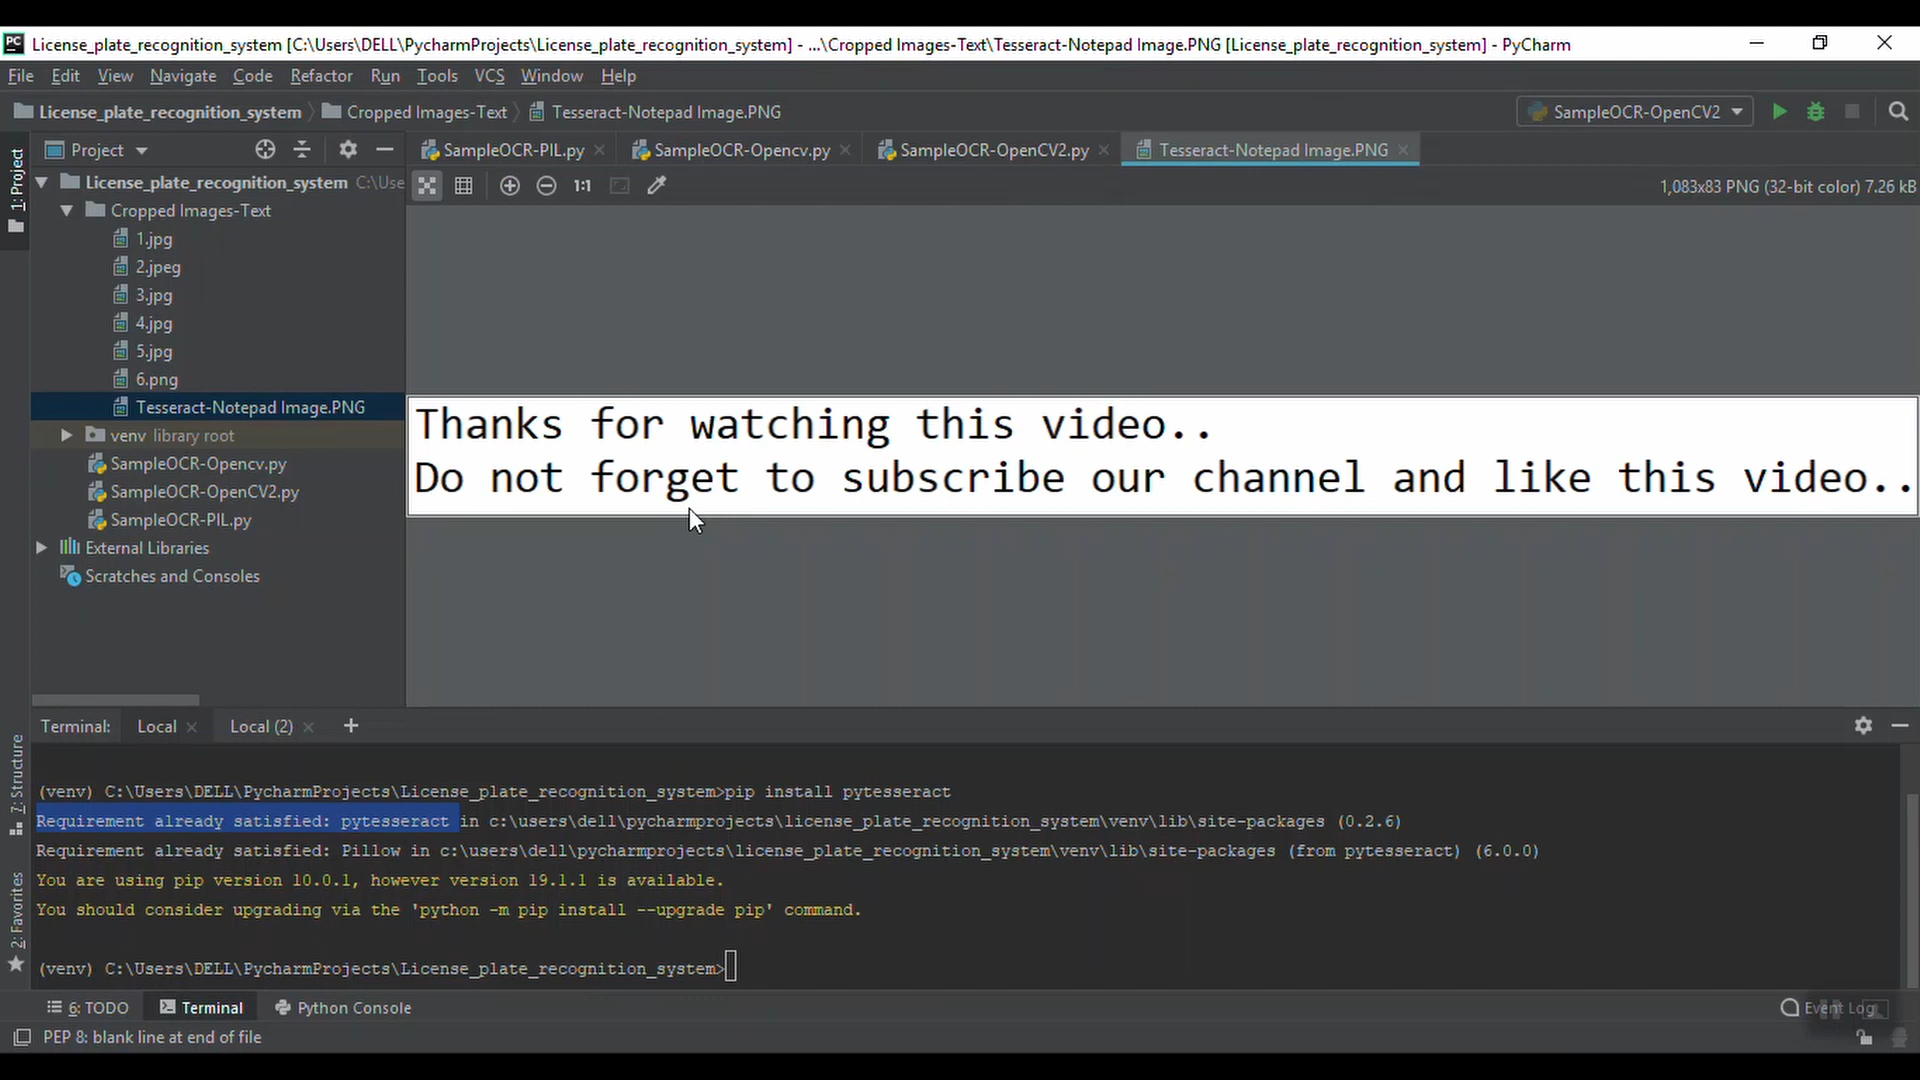 PC License_plate_recognition_system [C:\Users\DELL\PycharmProjects\License_plate_recognition_system] - ...\Cropped Images-Text\Tesseract-Notepad Image.PNG [License_plate_recognition_system] - PyCharm
File Edit View Navigate Code Refactor Run Tools VCS Window Help
License_plate_recognition_system Cropped Images-Text Tesseract-Notepad Image.PNG SampleOCR-OpenCV2
Project SampleOCR-PIL.py SampleOCR-Opencv.py SampleOCR-OpenCV2.py Tesseract-Notepad Image.PNG
1: Project
License_plate_recognition_system C:\Use
1:1 1,083x83 PNG (32-bit color) 7.26 kB
Cropped Images-Text
1.jpg
2.jpeg
3.jpg
4.jpg
5.jpg
6.png
Tesseract-Notepad Image.PNG
venv library root
SampleOCR-Opencv.py
SampleOCR-OpenCV2.py
SampleOCR-PIL.py
External Libraries
Scratches and Consoles
Thanks for watching this video..
Do not forget to subscribe our channel and like this video..
Terminal: Local Local (2) +
7: Structure
2: Favorites
(venv) C:\Users\DELL\PycharmProjects\License_plate_recognition_system>pip install pytesseract
Requirement already satisfied: pytesseract in c:\users\dell\pycharmprojects\license_plate_recognition_system\venv\lib\site-packages (0.2.6)
Requirement already satisfied: Pillow in c:\users\dell\pycharmprojects\license_plate_recognition_system\venv\lib\site-packages (from pytesseract) (6.0.0)
You are using pip version 10.0.1, however version 19.1.1 is available.
You should consider upgrading via the 'python -m pip install --upgrade pip' command.
(venv) C:\Users\DELL\PycharmProjects\License_plate_recognition_system>
6: TODO Terminal Python Console Event Log
PEP 8: blank line at end of file